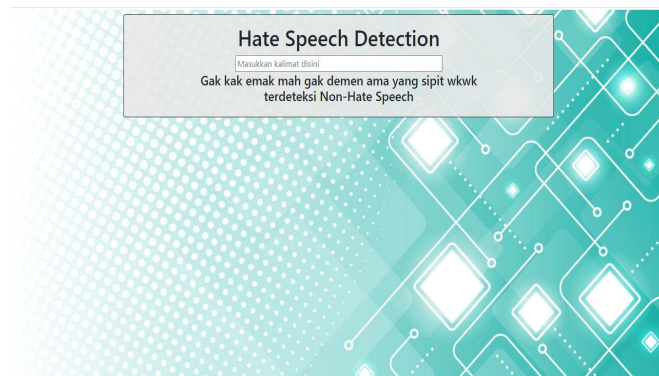 Hate Speech Detection
Masukkan kalimat disini
Gak kak emak mah gak demen ama yang sipit wkwk
terdeteksi Non-Hate Speech